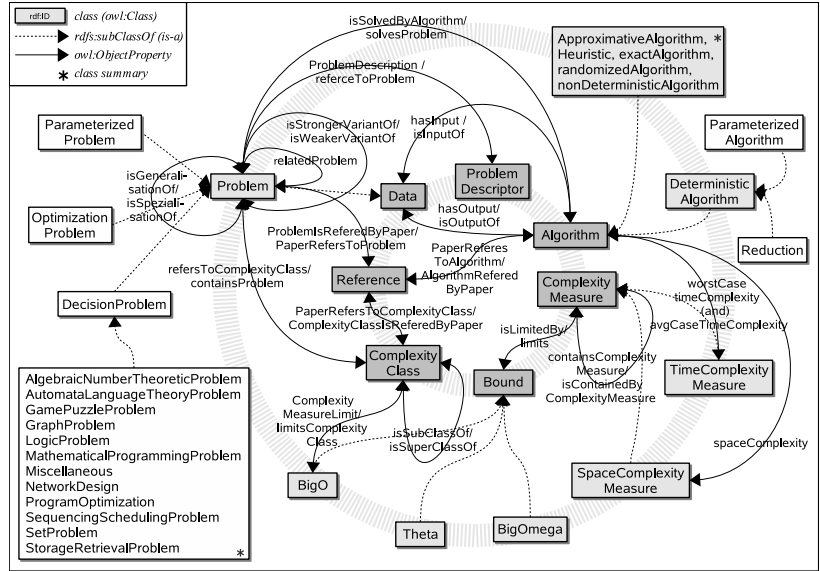 rdf:ID
class (owl:Class)
rdfs:subClassOf (is-a)
owl:ObjectProperty
* class summary
isSolvedByAlgorithm/
solvesProblem
ProblemDescription /
referceToProblem
ApproximativeAlgorithm, *
Heuristic, exactAlgorithm,
randomizedAlgorithm,
nonDeterministicAlgorithm
Parameterized
Problem
isStrongerVariantOf/
isWeakerVariantOf
hasInput /
isInputOf
Parameterized
Algorithm
relatedProblem
isGenerali-
sationOf/
isSpeziali-
sationOf
Problem
Data
Problem
Descriptor
Deterministic
Algorithm
Optimization
Problem
hasOutput/
isOutputOf
Algorithm
Reduction
ProblemIsReferedByPaper/
PaperRefersToProblem
PaperReferes
ToAlgorithm/
AlgorithmRefered
ByPaper
refersToComplexityClass/
containsProblem
Reference
Complexity
Measure
worstCase
timeComplexity
(and)
avgCaseTimeComplexity
DecisionProblem
PaperRefersToComplexityClass/
ComplexityClassIsReferedByPaper
isLimitedBy/
limits
Complexity
Class
Bound
containsComplexity
Measure/
isContainedBy
ComplexityMeasure
TimeComplexity
Measure
AlgebraicNumberTheoreticProblem
AutomataLanguageTheoryProblem
GamePuzzleProblem
GraphProblem
LogicProblem
MathematicalProgrammingProblem
Miscellaneous
NetworkDesign
ProgramOptimization
SequencingSchedulingProblem
SetProblem
StorageRetrievalProblem *
Complexity
MeasureLimit/
limitsComplexity
Class
isSubClassOf/
isSuperClassOf
spaceComplexity
BigO
SpaceComplexity
Measure
Theta
BigOmega